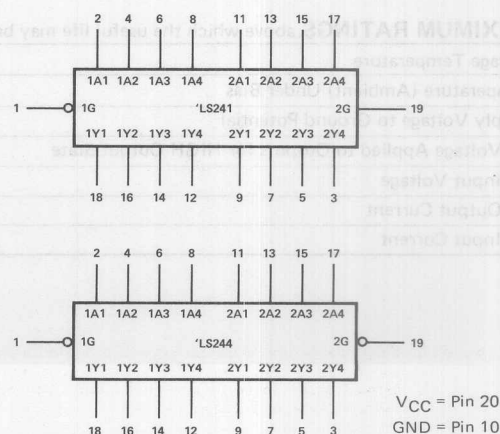 2 4 6 8 11 13 15 17
1A1 1A2 1A3 1A4 2A1 2A2 2A3 2A4
1 1G 'LS241 2G 19
1Y1 1Y2 1Y3 1Y4 2Y1 2Y2 2Y3 2Y4
18 16 14 12 9 7 5 3
2 4 6 8 11 13 15 17
1A1 1A2 1A3 1A4 2A1 2A2 2A3 2A4
1 1G 'LS244 2G 19
1Y1 1Y2 1Y3 1Y4 2Y1 2Y2 2Y3 2Y4
18 16 14 12 9 7 5 3
VCC = Pin 20
GND = Pin 10